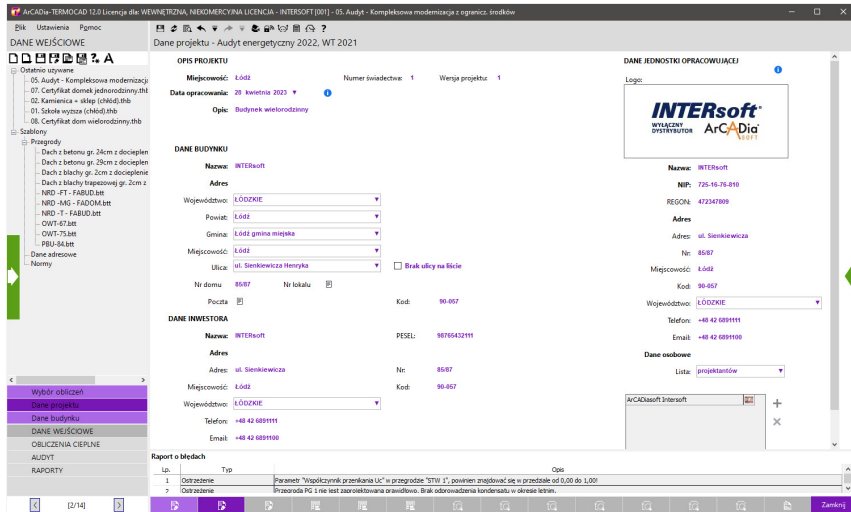 ArCADia-TERMOCAD 12.0 Licencja dla: WEWNĘTRZNA, NIEKOMERCYJNA LICENCJA - INTERSOFT [001] - 05. Audyt - Kompleksowa modernizacja z ogranicz. środków
Plik Ustawienia Pomoc
DANE WEJŚCIOWE
Dane projektu - Audyt energetyczny 2022, WT 2021
Ostatnio używane
05. Audyt - Kompleksowa modernizacja
07. Certyfikat domek jednorodzinny.thb
02. Kamienica + sklep (chłód).thb
01. Szkoła wyższa (chłód).thb
08. Certyfikat dom wielorodzinny.thb
Szablony
Przegrody
Dach z betonu gr. 24cm z docieplen
Dach z betonu gr. 29cm z docieplen
Dach z blachy gr. 2cm z docieplenie
Dach z blachy trapezowej gr. 2cm z
NRD -FT - FABUD.btt
NRD -MG - FADOM.btt
NRD -T - FABUD.btt
OWT-67.btt
OWT-75.btt
PBU-84.btt
Dane adresowe
Normy
Wybór obliczeń
Dane projektu
Dane budynku
DANE WEJŚCIOWE
OBLICZENIA CIEPLNE
AUDYT
RAPORTY
[2/14]
OPIS PROJEKTU
Miejscowość: Łódź Numer świadectwa: 1 Wersja projektu: 1
Data opracowania: 28 kwietnia 2023
Opis: Budynek wielorodzinny
DANE BUDYNKU
Nazwa: INTERsoft
Adres
Województwo: ŁÓDZKIE
Powiat: Łódź
Gmina: Łódź gmina miejska
Miejscowość: Łódź
Ulica: ul. Sienkiewicza Henryka Brak ulicy na liście
Nr domu 85/87 Nr lokalu
Poczta Kod: 90-057
DANE INWESTORA
Nazwa: INTERsoft PESEL: 98765432111
Adres
Adres: ul. Sienkiewicza Nr: 85/87
Miejscowość: Łódź Kod: 90-057
Województwo: ŁÓDZKIE
Telefon: +48 42 6891111
Email: +48 42 6891100
DANE JEDNOSTKI OPRACOWUJĄCEJ
Logo:
INTERsoft
WYŁĄCZNY
DYSTRYBUTOR
ArCADia
SOFT
Nazwa: INTERsoft
NIP: 725-16-76-810
REGON: 472347809
Adres
Adres: ul. Sienkiewicza
Nr: 85/87
Miejscowość: Łódź
Kod: 90-057
Województwo: ŁÓDZKIE
Telefon: +48 42 6891111
Email: +48 42 6891100
Dane osobowe
Lista: projektantów
ArCADiasoft Intersoft
Raport o błędach
Lp. Typ Opis
1 Ostrzeżenie Parametr "Współczynnik przenikania Uc" w przegrodzie "STW 1", powinien znajdować się w przedziale od 0,00 do 1,00!
2 Ostrzeżenie Przegroda PG 1 nie jest zaprojektowana prawidłowo. Brak odprowadzenia kondensatu w okresie letnim.
Zamknij